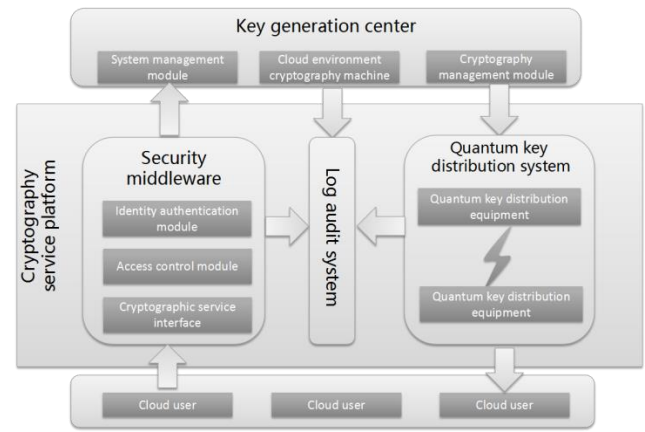 Key generation center
System management
module
Cloud environment
cryptography machine
Cryptography
management module
Cryptography
service platform
Security
middleware
Identity authentication
module
Access control module
Cryptographic service
interface
Log audit system
Quantum key
distribution system
Quantum key distribution
equipment
Quantum key distribution
equipment
Cloud user
Cloud user
Cloud user